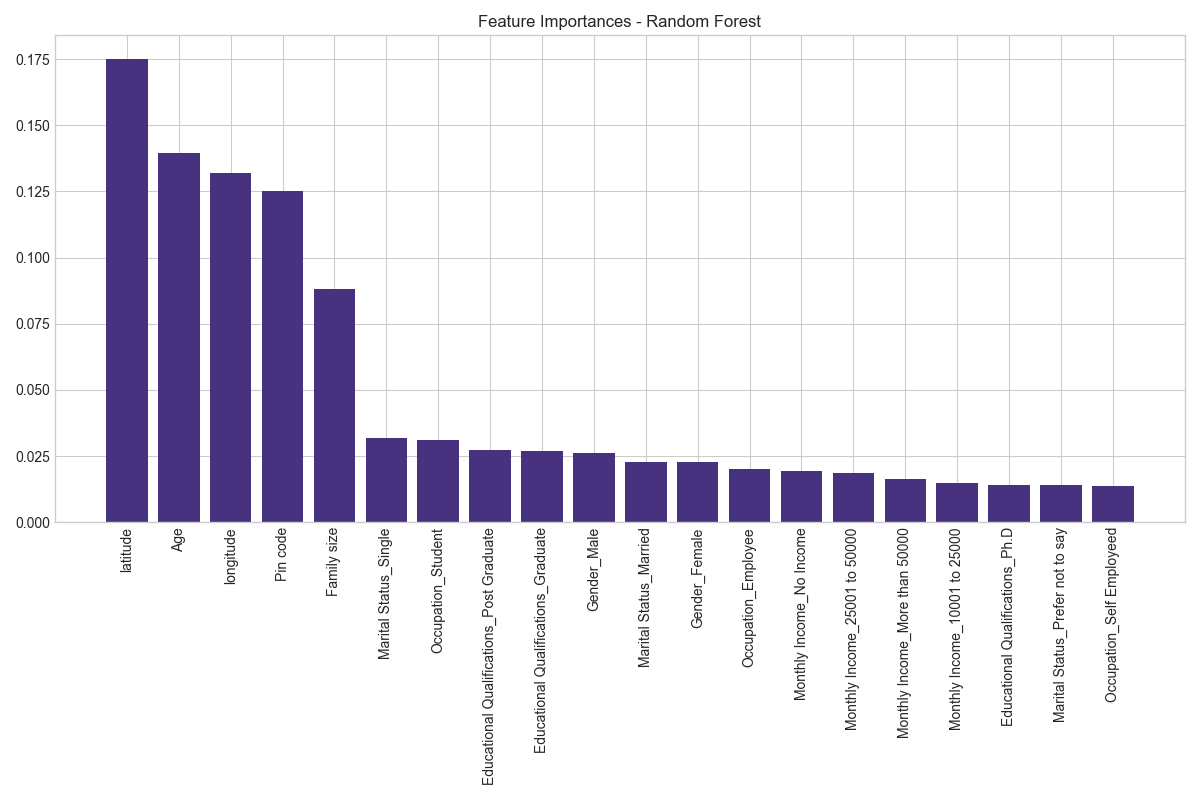 Feature Importances - Random Forest
0.175
0.150
0.125
0.100
0.075
0.050
0.025
0.000
latitude
Age
longitude
Pin code
Family size
Marital Status_Single
Occupation_Student
Educational Qualifications_Post Graduate
Educational Qualifications_Graduate
Gender_Male
Marital Status_Married
Gender_Female
Occupation_Employee
Monthly Income_No Income
Monthly Income_25001 to 50000
Monthly Income_More than 50000
Monthly Income_10001 to 25000
Educational Qualifications_Ph.D
Marital Status_Prefer not to say
Occupation_Self Employeed